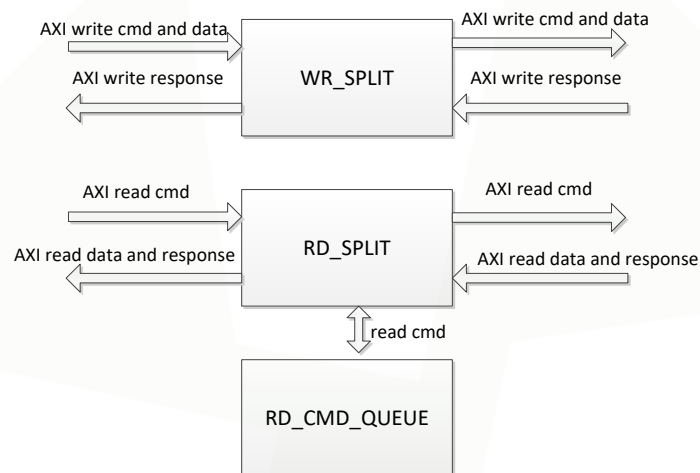 AXI write cmd and data
AXI write cmd and data
WR_SPLIT
AXI write response
AXI write response
AXI read cmd
AXI read cmd
RD_SPLIT
AXI read data and response
AXI read data and response
read cmd
RD_CMD_QUEUE